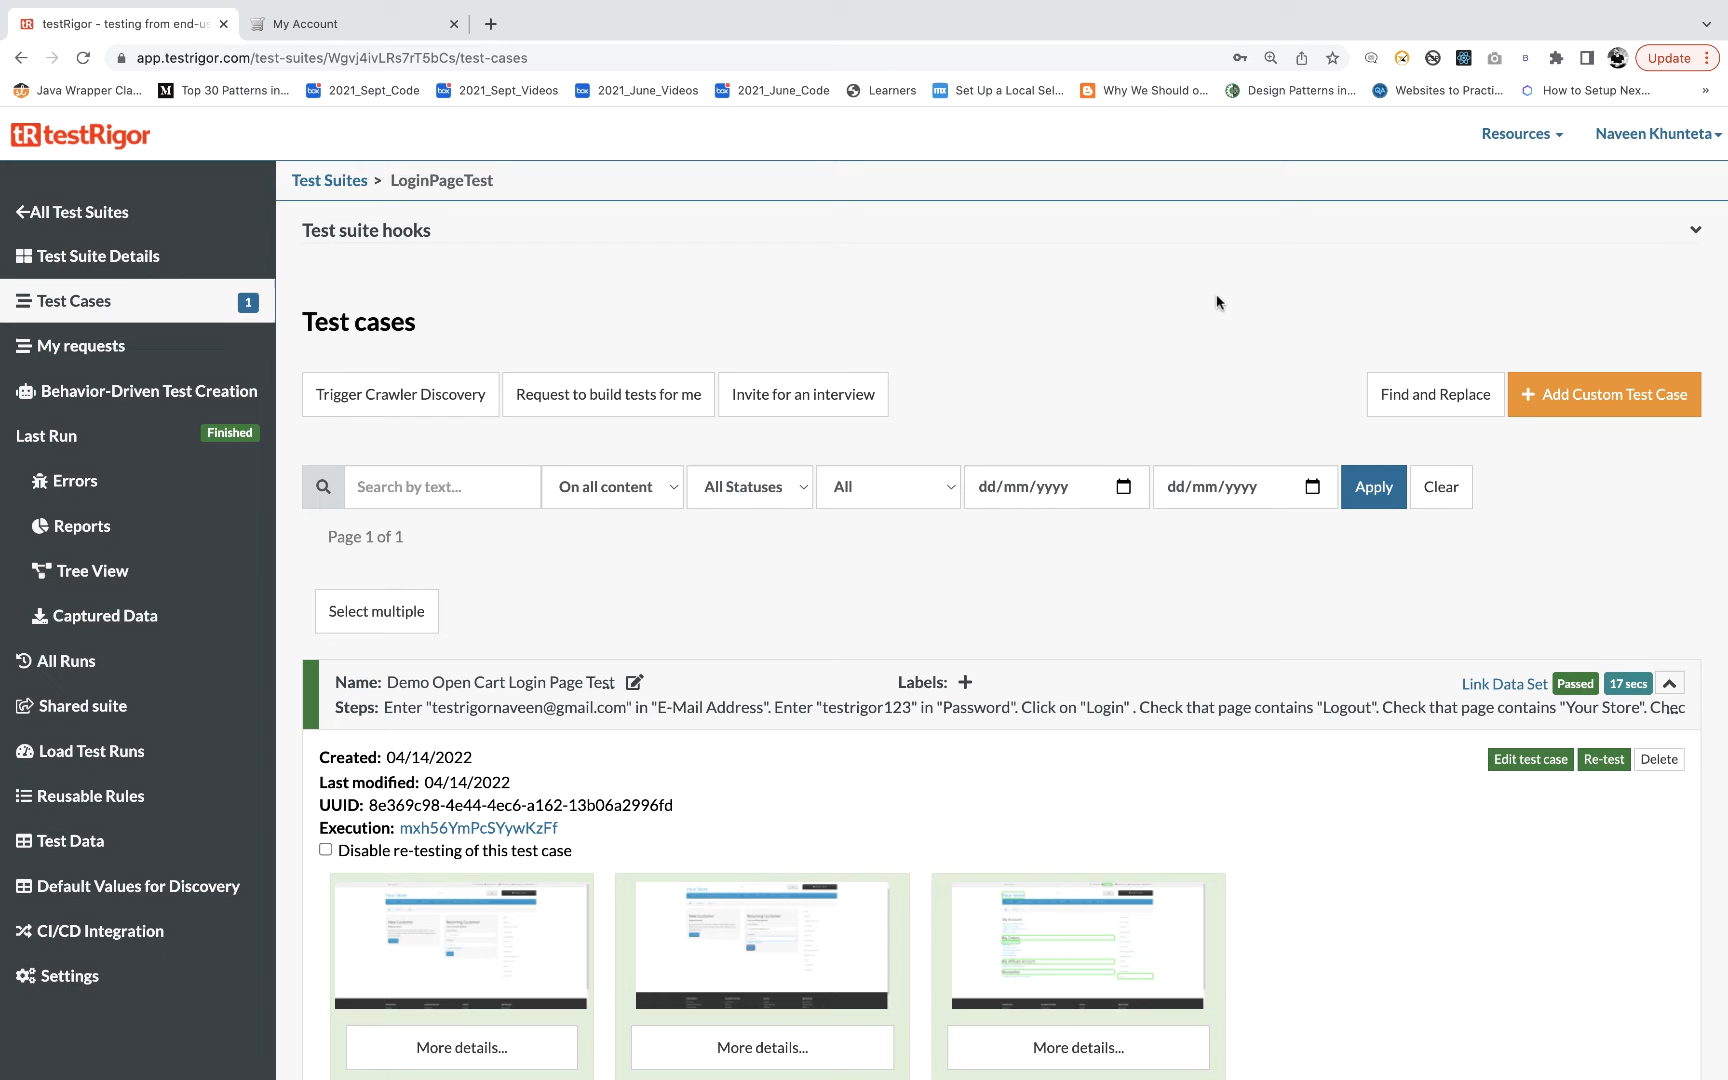 testRigor - testing from end-us
My Account
app.testrigor.com/test-suites/Wgvj4ivLRs7rT5bCs/test-cases
Update
Java Wrapper Cla...
Top 30 Patterns in...
2021_Sept_Code
2021_Sept_Videos
2021_June_Videos
2021_June_Code
Learners
Set Up a Local Sel...
Why We Should o...
Design Patterns in...
Websites to Practi...
How to Setup Nex...
»
tR testRigor
Resources
Naveen Khunteta
Test Suites > LoginPageTest
All Test Suites
Test Suite Details
Test Cases 1
My requests
Behavior-Driven Test Creation
Last Run Finished
Errors
Reports
Tree View
Captured Data
All Runs
Shared suite
Load Test Runs
Reusable Rules
Test Data
Default Values for Discovery
CI/CD Integration
Settings
Test suite hooks
Test cases
Trigger Crawler Discovery
Request to build tests for me
Invite for an interview
Find and Replace
+ Add Custom Test Case
Search by text...
On all content
All Statuses
All
dd/mm/yyyy
dd/mm/yyyy
Apply
Clear
Page 1 of 1
Select multiple
Name: Demo Open Cart Login Page Test
Labels: +
Link Data Set Passed 17 secs
Steps: Enter "testrigornaveen@gmail.com" in "E-Mail Address". Enter "testrigor123" in "Password". Click on "Login" . Check that page contains "Logout". Check that page contains "Your Store". Chec
Created: 04/14/2022
Last modified: 04/14/2022
UUID: 8e369c98-4e44-4ec6-a162-13b06a2996fd
Execution: mxh56YmPcSYywKzFf
Disable re-testing of this test case
Edit test case
Re-test
Delete
More details...
More details...
More details...